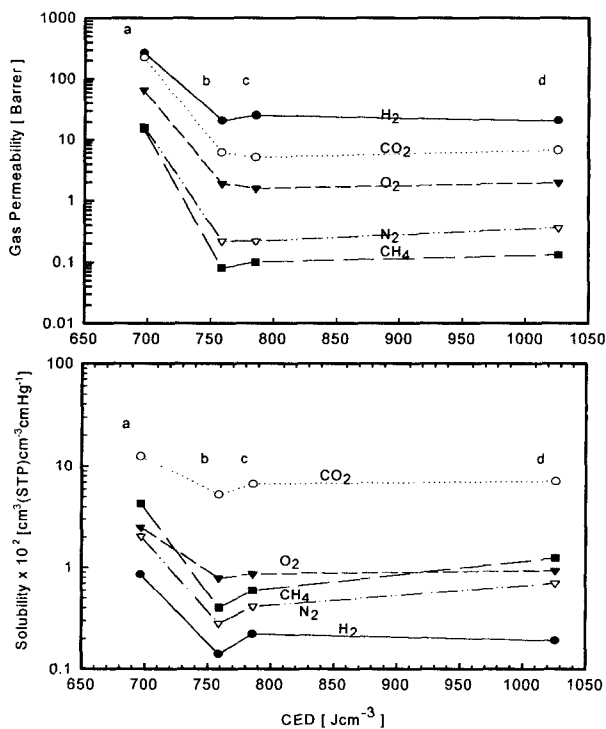 Gas Permeability [ Barrer ]
1000
100
10
1
0.1
0.01
a
b
c
d
H2
CO2
O2
N2
CH4
650 700 750 800 850 900 950 1000 1050
Solubility x 10² [cm³(STP)cm⁻³cmHg⁻¹]
100
10
1
0.1
a
b
c
d
CO2
O2
CH4
N2
H2
650 700 750 800 850 900 950 1000 1050
CED [ Jcm⁻³ ]